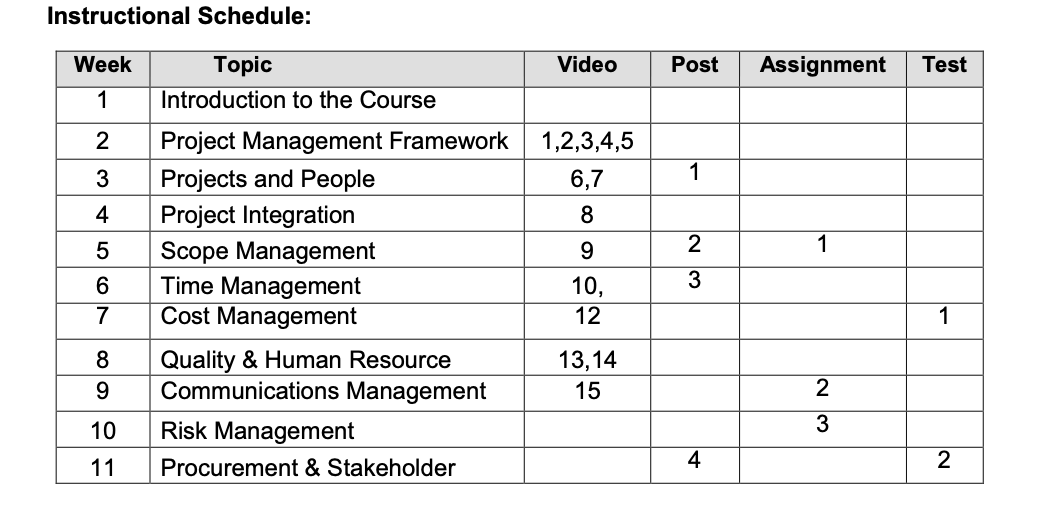 Instructional Schedule:
Week Topic Video Post Assignment Test
1 Introduction to the Course
2 Project Management Framework 1,2,3,4,5
3 Projects and People 6,7 1
4 Project Integration 8
5 Scope Management 9 2 1
6 Time Management 10, 3
7 Cost Management 12 1
8 Quality & Human Resource 13,14
9 Communications Management 15 2
10 Risk Management 3
11 Procurement & Stakeholder 4 2